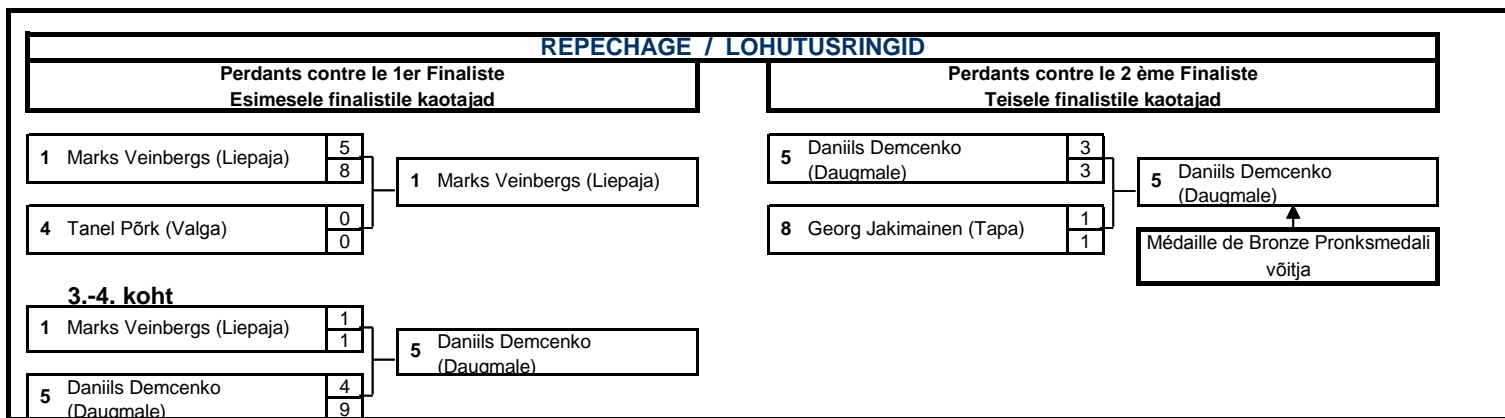 REPECHAGE / LOHUTUSRINGID
Perdants contre le 1er Finaliste
Esimesele finalistile kaotajad
Perdants contre le 2 ème Finaliste
Teisele finalistile kaotajad
1 Marks Veinbergs (Liepaja) 5
8
4 Tanel Põrk (Valga) 0
0
1 Marks Veinbergs (Liepaja)
5 Daniils Demcenko
(Daugmale) 3
3
8 Georg Jakimainen (Tapa) 1
1
5 Daniils Demcenko
(Daugmale)
Médaille de Bronze Pronksmedali
võitja
3.-4. koht
1 Marks Veinbergs (Liepaja) 1
1
5 Daniils Demcenko
(Daugmale) 4
9
5 Daniils Demcenko
(Daugmale)